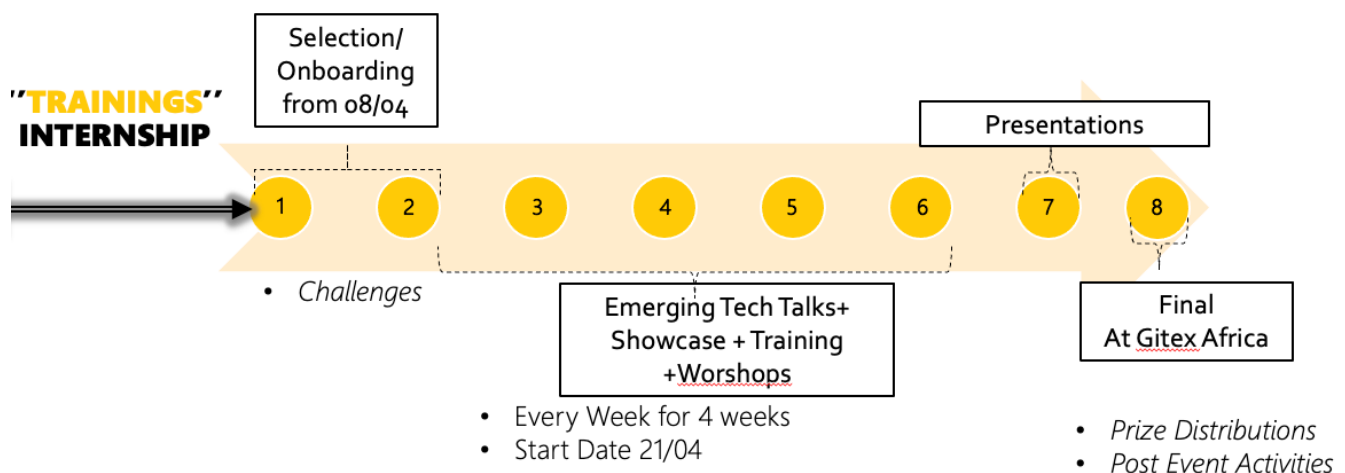 Selection/
Onboarding
from 08/04
''TRAININGS''
INTERNSHIP
Presentations
1
2
3
4
5
6
7
8
• Challenges
Emerging Tech Talks+
Showcase + Training
+Worshops
Final
At Gitex Africa
• Every Week for 4 weeks
• Start Date 21/04
• Prize Distributions
• Post Event Activities